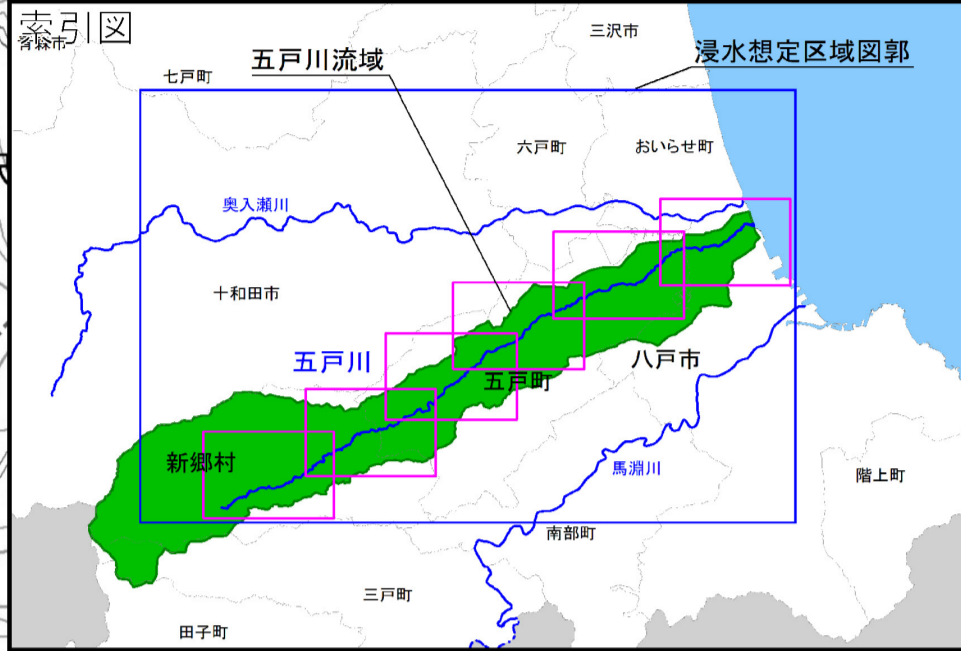 索引図
青森市
三沢市
五戸川流域
浸水想定区域図郭
七戸町
六戸町
おいらせ町
奥入瀬川
十和田市
五戸川
八戸市
五戸町
新郷村
馬淵川
階上町
南部町
三戸町
田子町